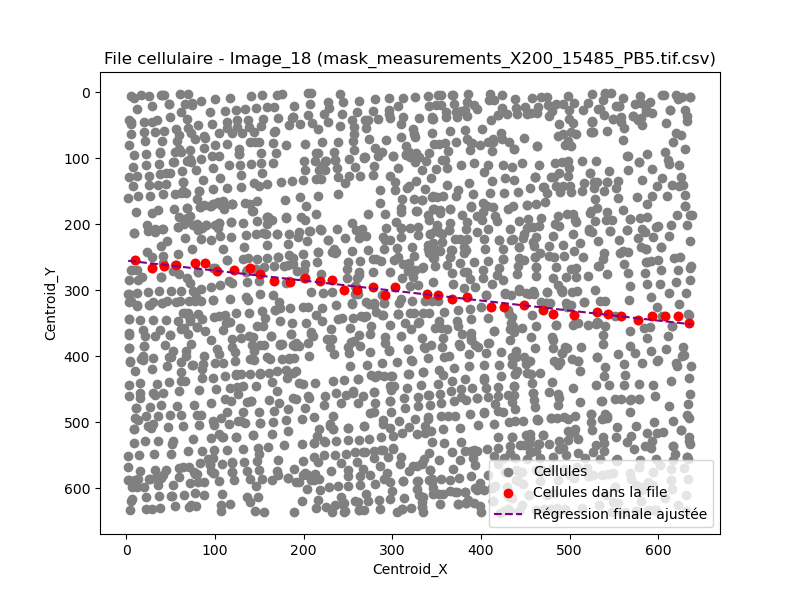 File cellulaire - Image_18 (mask_measurements_X200_15485_PB5.tif.csv)
0
100
200
300
400
500
600
Centroid_Y
Cellules
Cellules dans la file
Régression finale ajustée
0 100 200 300 400 500 600
Centroid_X